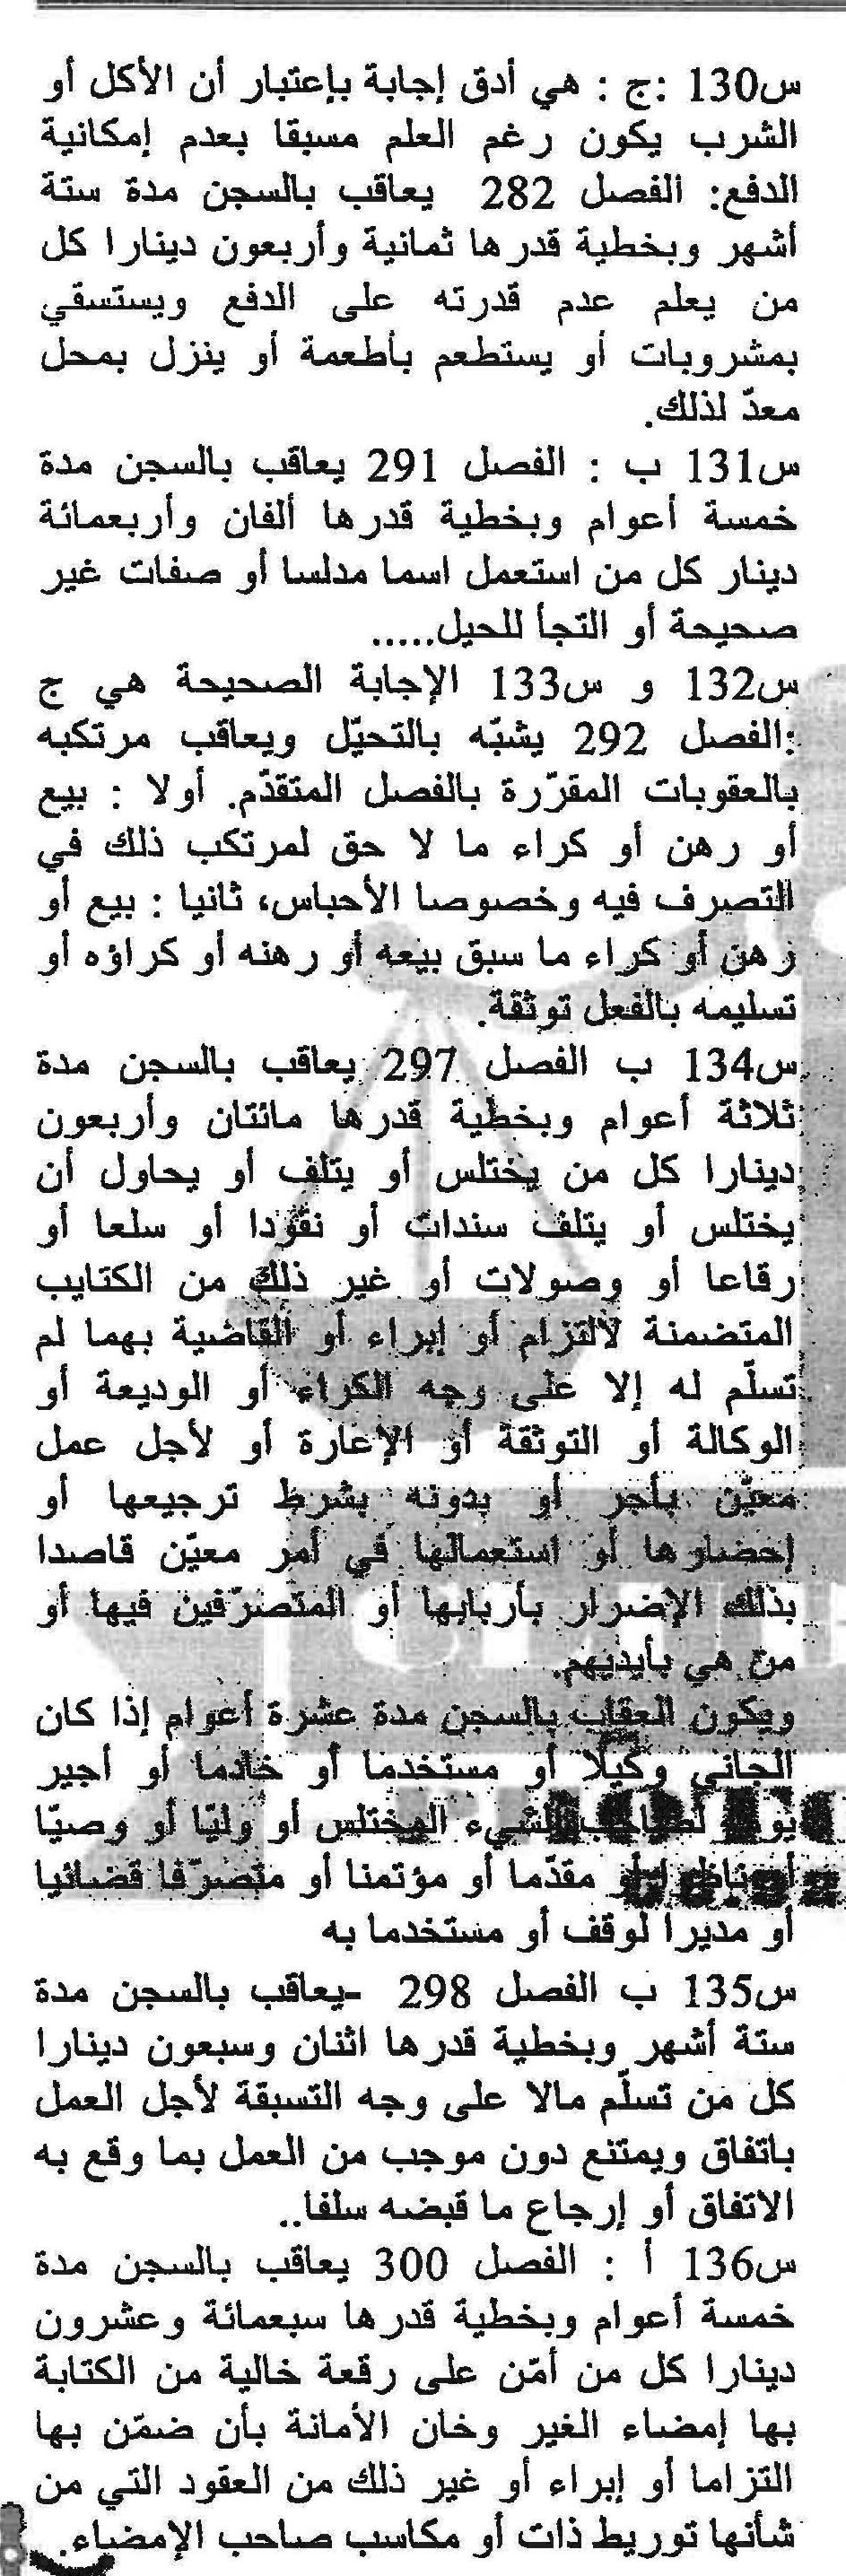 س130 :ج : هي أدق إجابة بإعتبار أن الأكل أو
الشرب يكون رغم العلم مسبقا بعدم إمكانية
الدفع: الفصل 282 يعاقب بالسجن مدة ستة
أشهر وبخطية قدرها ثمانية وأربعون دينارا كل
من يعلم عدم قدرته على الدفع ويستسقي
بمشروبات أو يستطعم بأطعمة أو ينزل بمحل
معدّ لذلك.
س131 ب : الفصل 291 يعاقب بالسجن مدة
خمسة أعوام وبخطية قدرها ألفان وأربعمائة
دينار كل من استعمل اسما مدلسا أو صفات غير
صحيحة أو التجأ للحيل.....
س132 و س133 الإجابة الصحيحة هي ج
:الفصل 292 يشبّه بالتحيّل ويعاقب مرتكبه
بالعقوبات المقرّرة بالفصل المتقدّم. أولا : بيع
أو رهن أو كراء ما لا حق لمرتكب ذلك في
التصرف فيه وخصوصا الأحباس، ثانيا : بيع أو
رهن أو كراء ما سبق بيعه أو رهنه أو كراؤه أو
تسليمه بالفعل توثقة.
س134 ب الفصل 297 يعاقب بالسجن مدة
ثلاثة أعوام وبخطية قدرها مائتان وأربعون
دينارا كل من يختلس أو يتلف أو يحاول أن
يختلس أو يتلف سندات أو نقودا أو سلعا أو
رقاعا أو وصولات أو غير ذلك من الكتايب
المتضمنة لالتزام أو إبراء أو القاضية بهما لم
تسلّم له إلا على وجه الكراء أو الوديعة أو
الوكالة أو التوثقة أو الإعارة أو لأجل عمل
معيّن بأجر أو بدونه بشرط ترجيعها أو
إحضارها أو استعمالها في أمر معيّن قاصدا
بذلك الإضرار بأربابها أو المتصرّفين فيها أو
من هي بأيديهم.
ويكون العقاب بالسجن مدة عشرة أعوام إذا كان
الجاني وكيلا أو مستخدما أو خادما أو أجير
لصاحب الشيء المختلس أو وليّا أو وصيّا
مقدّما أو مؤتمنا أو متصرّفا قضائيا
أو مديرا لوقف أو مستخدما به
س135 ب الفصل 298 -يعاقب بالسجن مدة
ستة أشهر وبخطية قدرها اثنان وسبعون دينارا
كل من تسلّم مالا على وجه التسبقة لأجل العمل
باتفاق ويمتنع دون موجب من العمل بما وقع به
الاتفاق أو إرجاع ما قبضه سلفا..
س136 أ : الفصل 300 يعاقب بالسجن مدة
خمسة أعوام وبخطية قدرها سبعمائة وعشرون
دينارا كل من أمّن على رقعة خالية من الكتابة
بها إمضاء الغير وخان الأمانة بأن ضمّن بها
التزاما أو إبراء أو غير ذلك من العقود التي من
شأنها توريط ذات أو مكاسب صاحب الإمضاء.